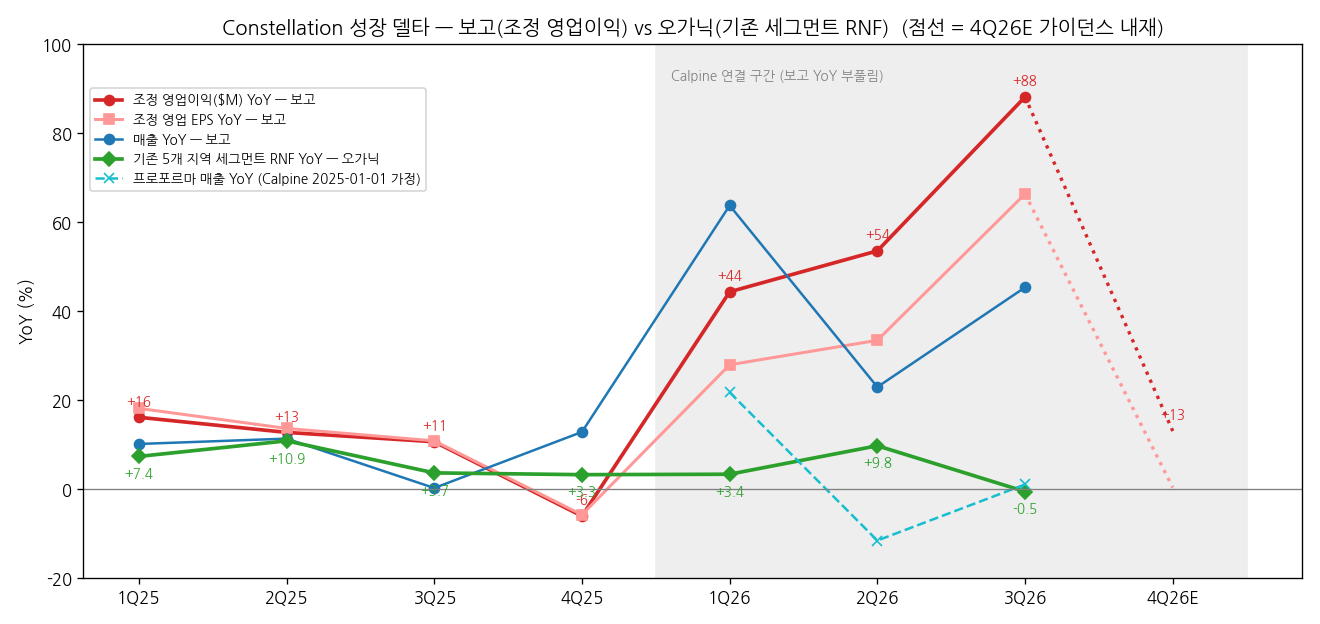 Constellation 성장 델타 — 보고(조정 영업이익) vs 오가닉(기존 세그먼트 RNF)  (점선 = 4Q26E 가이던스 내재)
Calpine 연결 구간 (보고 YoY 부풀림)
조정 영업이익($M) YoY — 보고
조정 영업 EPS YoY — 보고
매출 YoY — 보고
기존 5개 지역 세그먼트 RNF YoY — 오가닉
프로포르마 매출 YoY (Calpine 2025-01-01 가정)
YoY (%)
100
80
60
40
20
0
-20
+16
+13
+11
-6
+44
+54
+88
+13
+7.4
+10.9
+3.7
+3.3
+3.4
+9.8
-0.5
1Q25
2Q25
3Q25
4Q25
1Q26
2Q26
3Q26
4Q26E